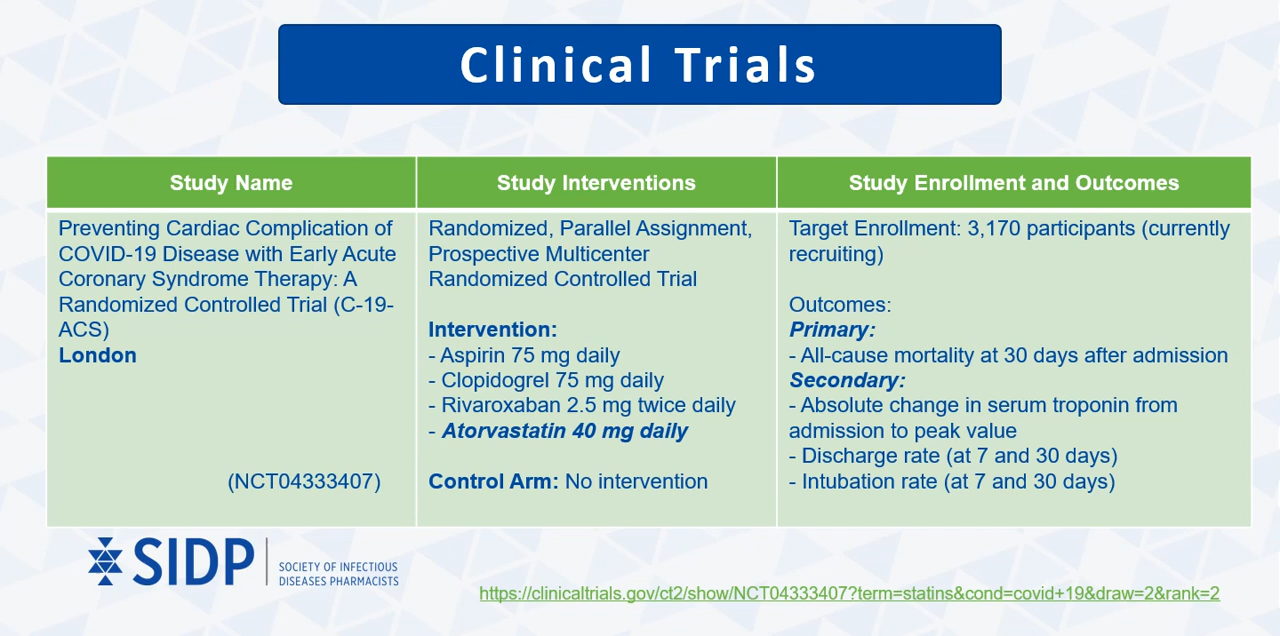 Clinical Trials
Study Name
Study Interventions
Study Enrollment and Outcomes
Preventing Cardiac Complication of
COVID-19 Disease with Early Acute
Coronary Syndrome Therapy: A
Randomized Controlled Trial (C-19-
ACS)
London
(NCT04333407)
Randomized, Parallel Assignment,
Prospective Multicenter
Randomized Controlled Trial
Intervention:
- Aspirin 75 mg daily
- Clopidogrel 75 mg daily
- Rivaroxaban 2.5 mg twice daily
- Atorvastatin 40 mg daily
Control Arm: No intervention
Target Enrollment: 3,170 participants (currently
recruiting)
Outcomes:
Primary:
- All-cause mortality at 30 days after admission
Secondary:
- Absolute change in serum troponin from
admission to peak value
- Discharge rate (at 7 and 30 days)
- Intubation rate (at 7 and 30 days)
SIDP
SOCIETY OF INFECTIOUS
DISEASES PHARMACISTS
https://clinicaltrials.gov/ct2/show/NCT04333407?term=statins&cond=covid+19&draw=2&rank=2